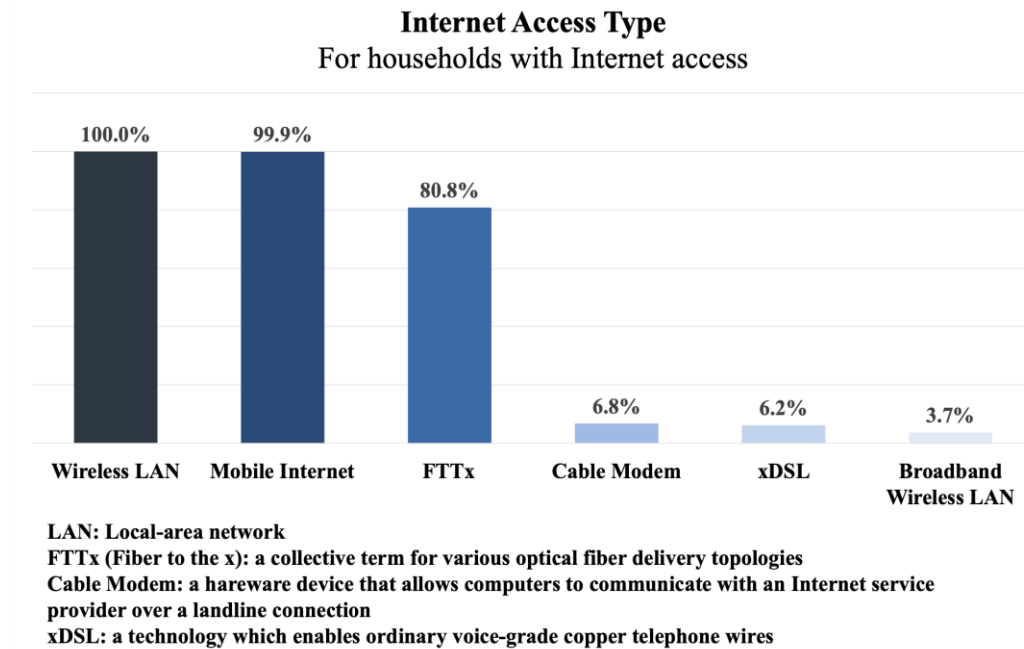 Internet Access Type
For households with Internet access
100.0%
99.9%
80.8%
6.8%
6.2%
3.7%
Wireless LAN
Mobile Internet
FTTx
Cable Modem
xDSL
Broadband
Wireless LAN
LAN: Local-area network
FTTx (Fiber to the x): a collective term for various optical fiber delivery topologies
Cable Modem: a hareware device that allows computers to communicate with an Internet service
provider over a landline connection
xDSL: a technology which enables ordinary voice-grade copper telephone wires